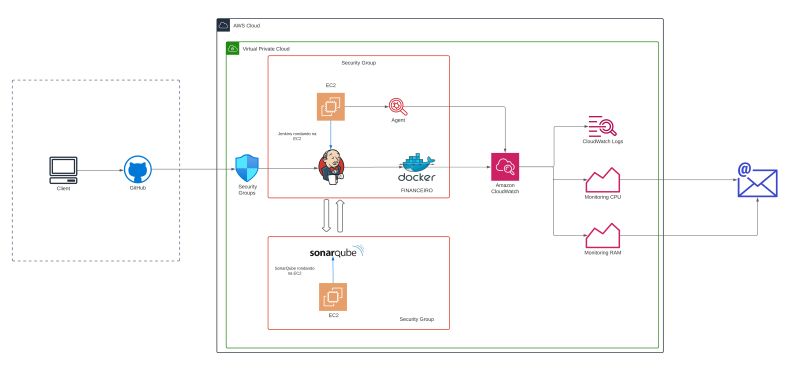 AWS Cloud
Virtual Private Cloud
Security Group
EC2
Agent
Jenkins rondando na
EC2
CloudWatch Logs
Client
GitHub
Security
Groups
docker
FINANCEIRO
Amazon
CloudWatch
Monitoring CPU
@
sonarqube
SonarQube rondando
na EC2
Monitoring RAM
EC2
Security Group